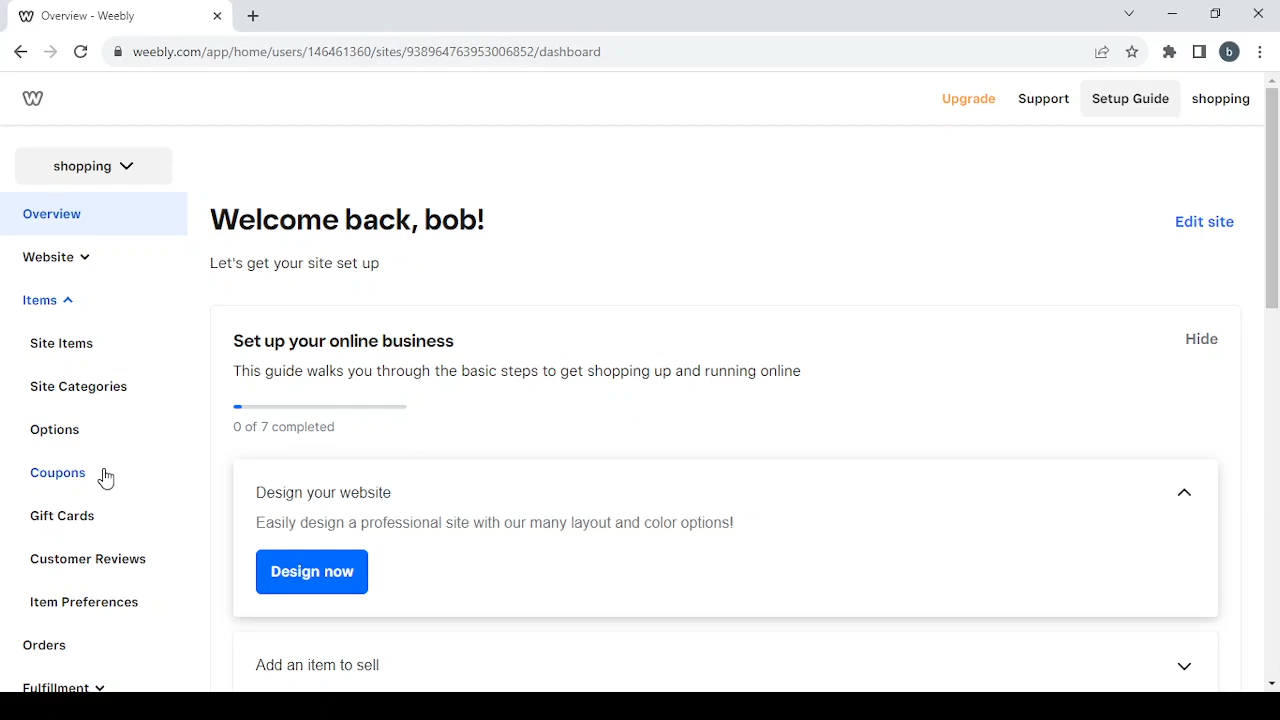 Overview - Weebly
weebly.com/app/home/users/146461360/sites/938964763953006852/dashboard
b
Upgrade
Support
Setup Guide
shopping
shopping
Overview
Website
Items
Site Items
Site Categories
Options
Coupons
Gift Cards
Customer Reviews
Item Preferences
Orders
Fulfillment
Welcome back, bob!
Edit site
Let's get your site set up
Set up your online business
Hide
This guide walks you through the basic steps to get shopping up and running online
0 of 7 completed
Design your website
Easily design a professional site with our many layout and color options!
Design now
Add an item to sell